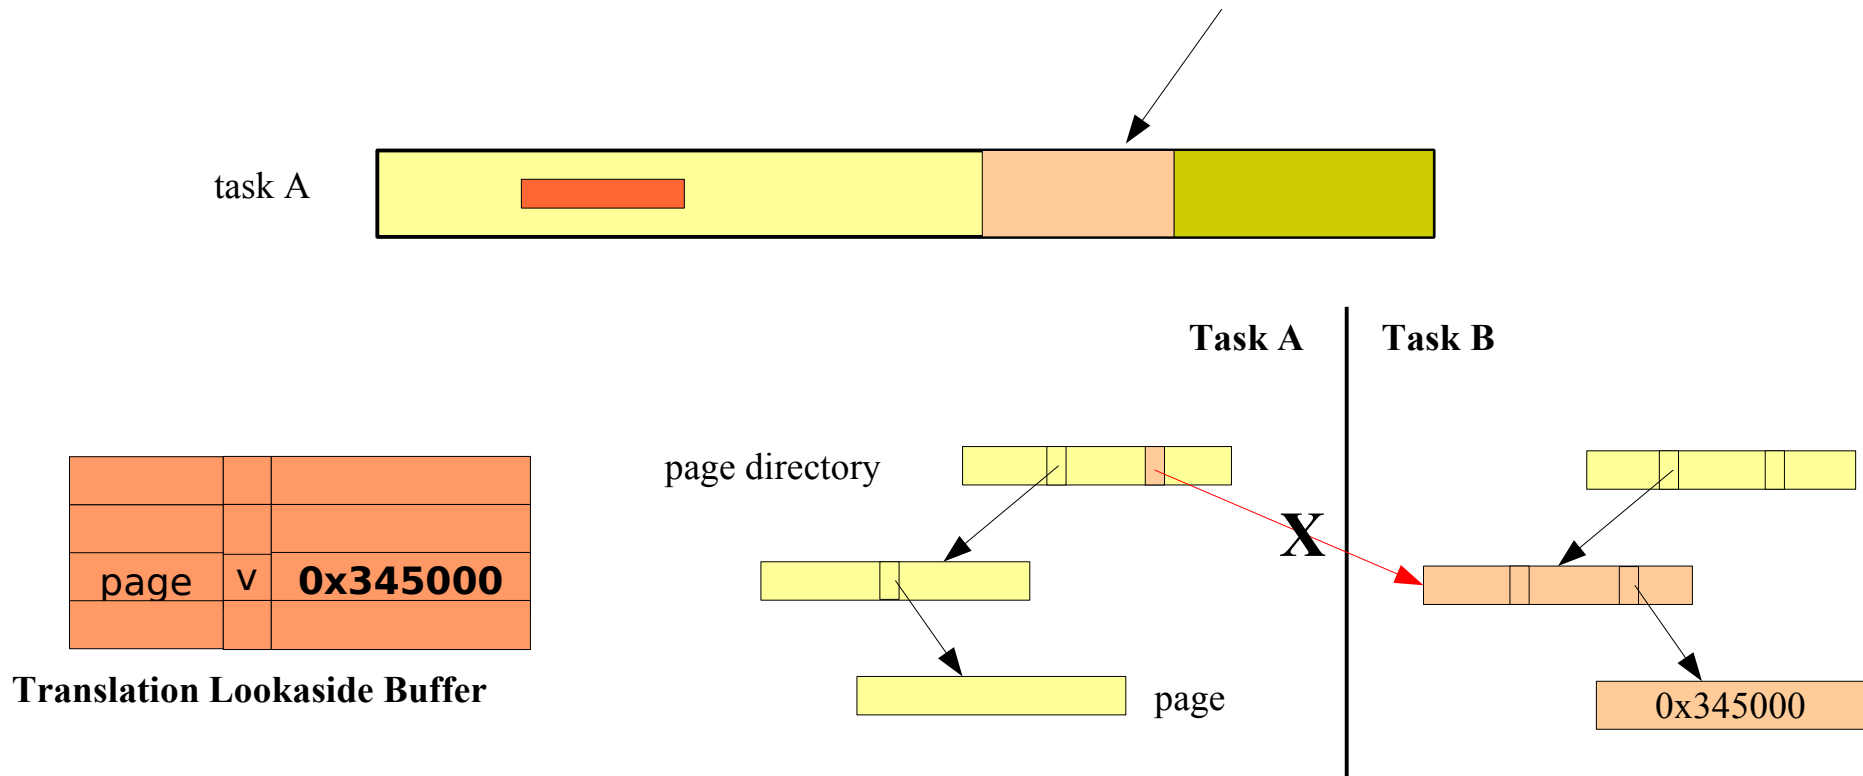 task A
Task A
Task B
page directory
X
page v 0x345000
Translation Lookaside Buffer
page
0x345000